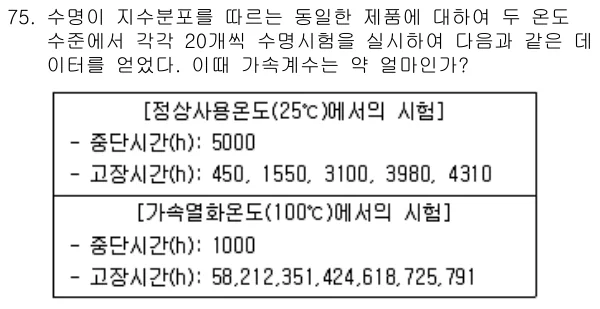 75. 수명이 지수분포를 따르는 동일한 제품에 대하여 두 온도
수준에서 각각 20개씩 수명시험을 실시하여 다음과 같은 데
이터를 얻었다. 이때 가속계수는 약 얼마인가?
[정상사용온도(25℃)에서의 시험]
- 중단시간(h): 5000
- 고장시간(h): 450, 1550, 3100, 3980, 4310
[가속열화온도(100℃)에서의 시험]
- 중단시간(h): 1000
- 고장시간(h): 58,212,351,424,618,725,791